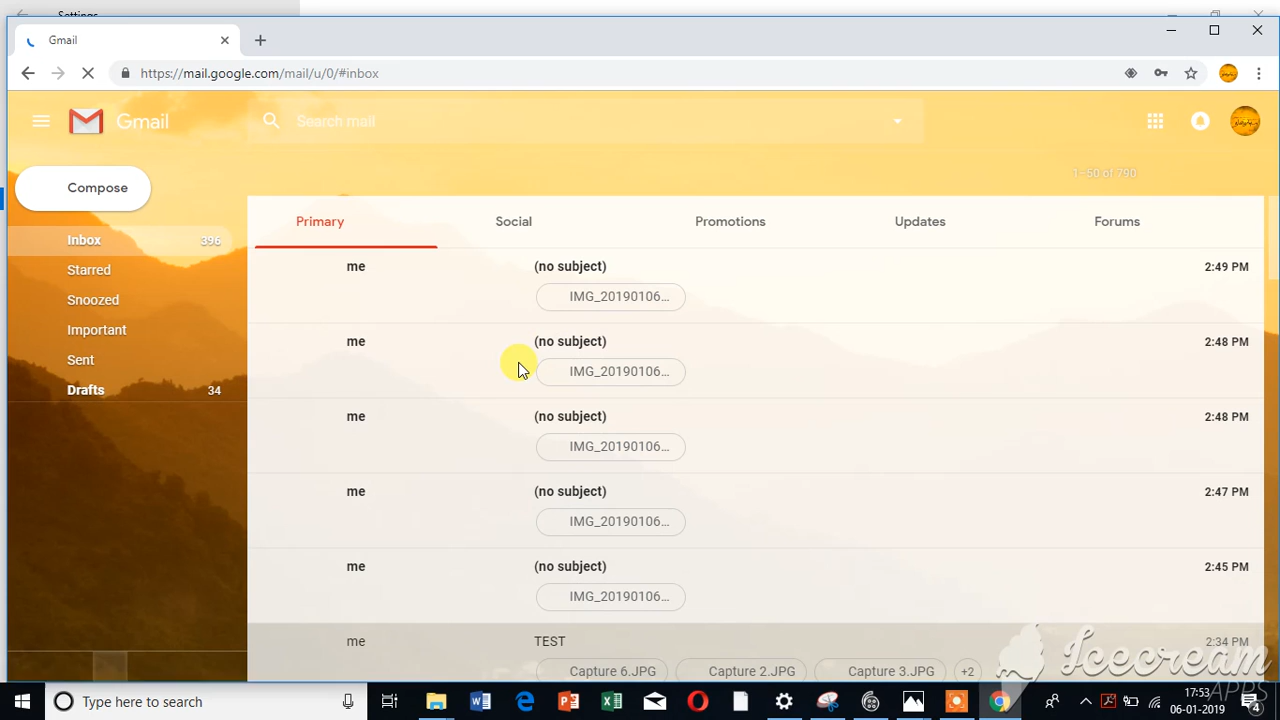 Settings
Gmail
https://mail.google.com/mail/u/0/#inbox
Gmail
Search mail
1–50 of 790
Compose
Primary
Social
Promotions
Updates
Forums
Inbox 396
Starred
Snoozed
Important
Sent
Drafts 34
me (no subject) 2:49 PM
IMG_20190106...
me (no subject) 2:48 PM
IMG_20190106...
me (no subject) 2:48 PM
IMG_20190106...
me (no subject) 2:47 PM
IMG_20190106...
me (no subject) 2:45 PM
IMG_20190106...
me TEST 2:34 PM
Capture 6.JPG Capture 2.JPG Capture 3.JPG +2
Icecream
APPS
Type here to search
17:53
06-01-2019
4